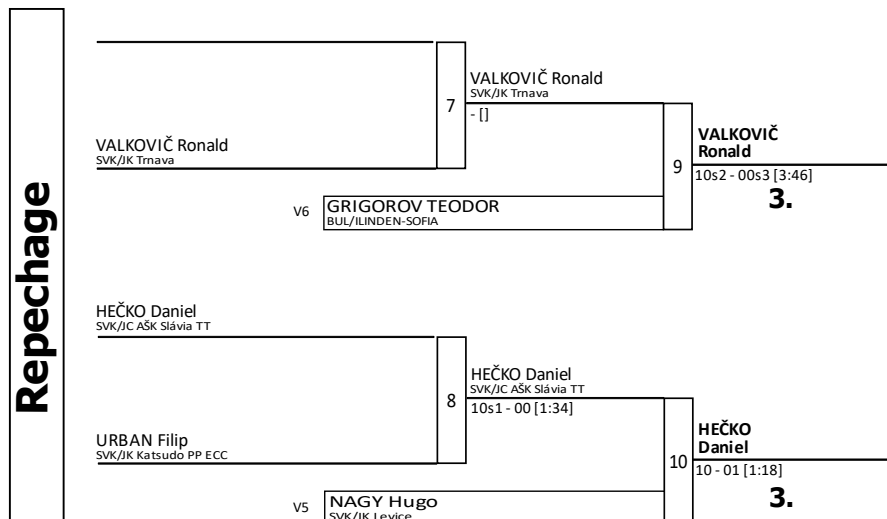 Repechage
7
VALKOVIČ Ronald
SVK/JK Trnava
- []
VALKOVIČ Ronald
SVK/JK Trnava
9
VALKOVIČ
Ronald
10s2 - 00s3 [3:46]
3.
V6
GRIGOROV TEODOR
BUL/ILINDEN-SOFIA
HEČKO Daniel
SVK/JC AŠK Slávia TT
8
HEČKO Daniel
SVK/JC AŠK Slávia TT
10s1 - 00 [1:34]
URBAN Filip
SVK/JK Katsudo PP ECC
10
HEČKO
Daniel
10 - 01 [1:18]
3.
V5
NAGY Hugo
SVK/JK Levice